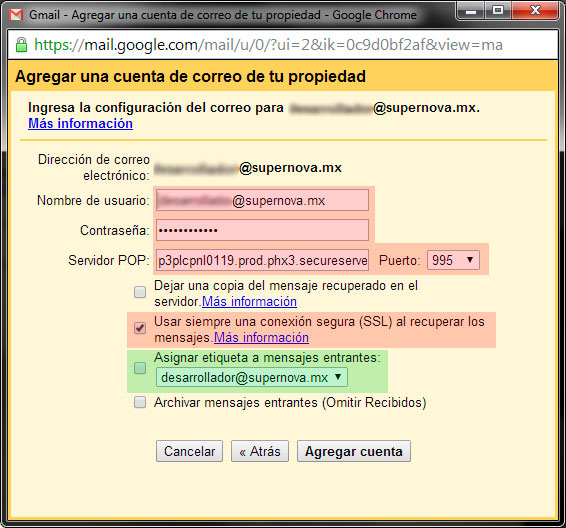 Gmail - Agregar una cuenta de correo de tu propiedad - Google Chrome
https://mail.google.com/mail/u/0/?ui=2&ik=0c9d0bf2af&view=ma
Agregar una cuenta de correo de tu propiedad
Ingresa la configuración del correo para @supernova.mx.
Más información
Dirección de correo
electrónico: @supernova.mx
Nombre de usuario: @supernova.mx
Contraseña: ••••••••••••
Servidor POP: p3plcpnl0119.prod.phx3.secureserve Puerto: 995
Dejar una copia del mensaje recuperado en el
servidor.Más información
Usar siempre una conexión segura (SSL) al recuperar los
mensajes.Más información
Asignar etiqueta a mensajes entrantes:
desarrollador@supernova.mx
Archivar mensajes entrantes (Omitir Recibidos)
Cancelar « Atrás Agregar cuenta